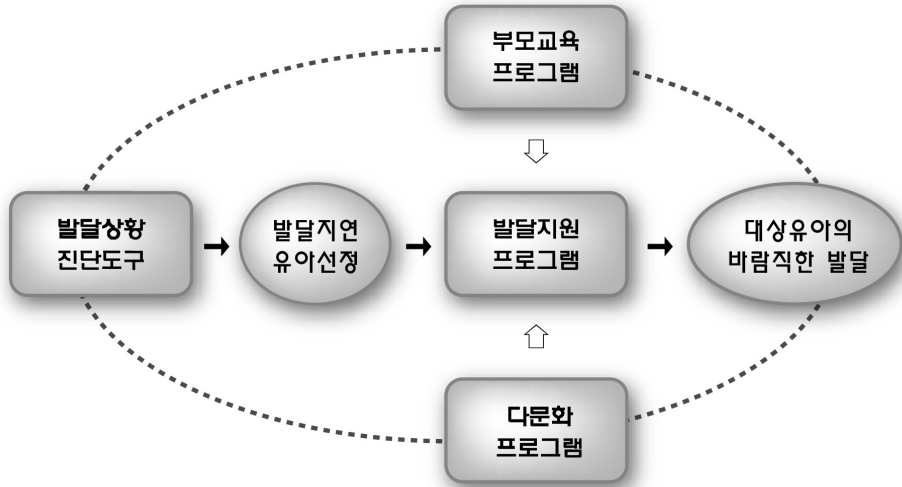 부모교육
프로그램
발달상황
진단도구
발달지연
유아선정
발달지원
프로그램
대상유아의
바람직한 발달
다문화
프로그램